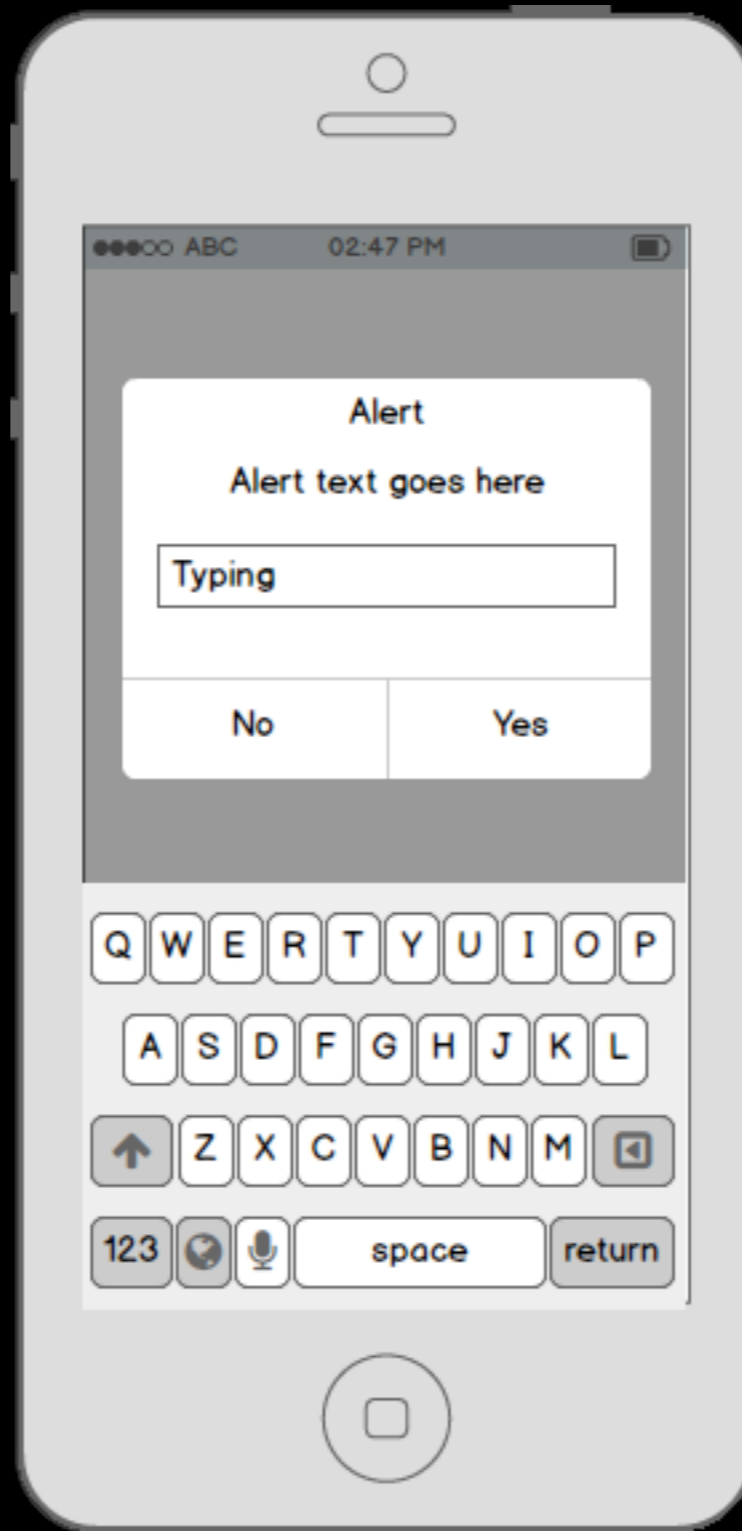 ABC 02:47 PM
Alert
Alert text goes here
Typing
No Yes
Q W E R T Y U I O P
A S D F G H J K L
Z X C V B N M
123 space return